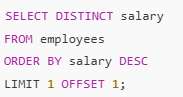 SELECT DISTINCT salary
FROM employees
ORDER BY salary DESC
LIMIT 1 OFFSET 1;